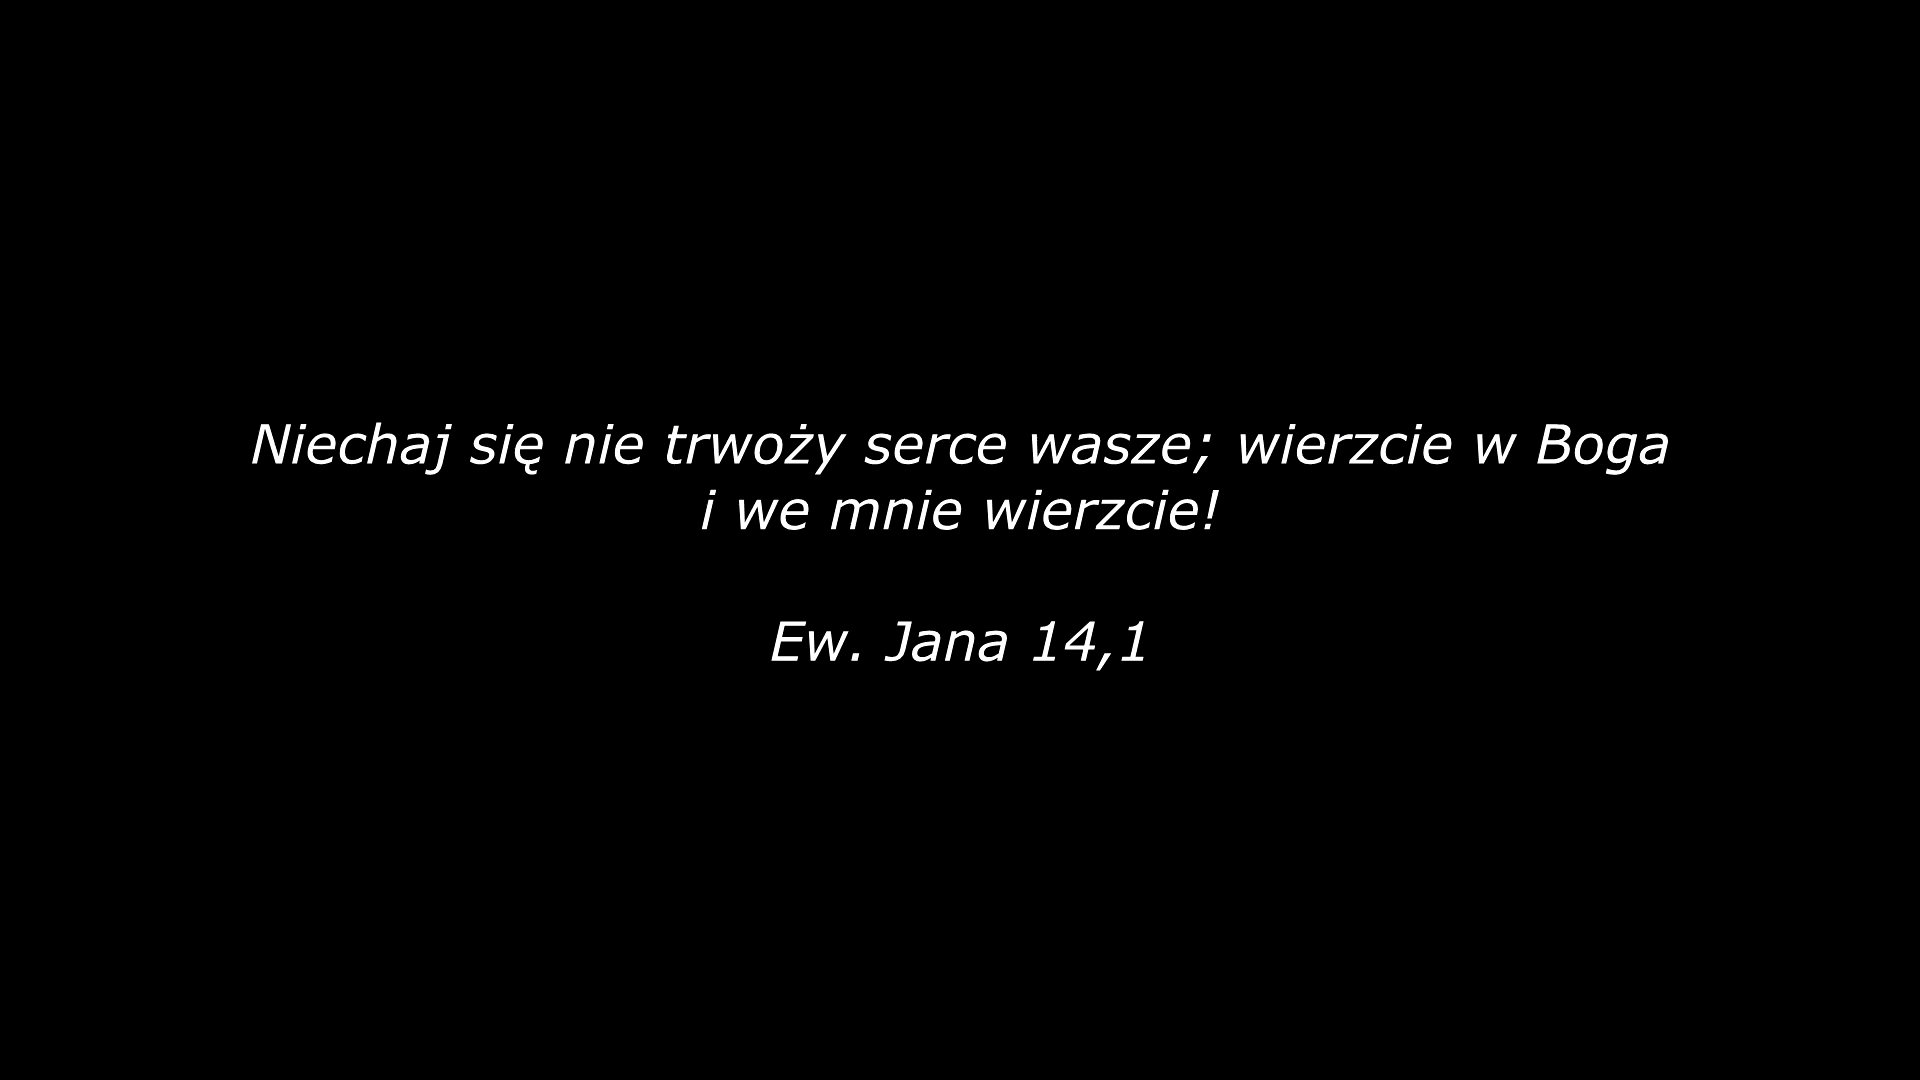 Niechaj się nie trwoży serce wasze; wierzcie w Boga
i we mnie wierzcie!
Ew. Jana 14,1